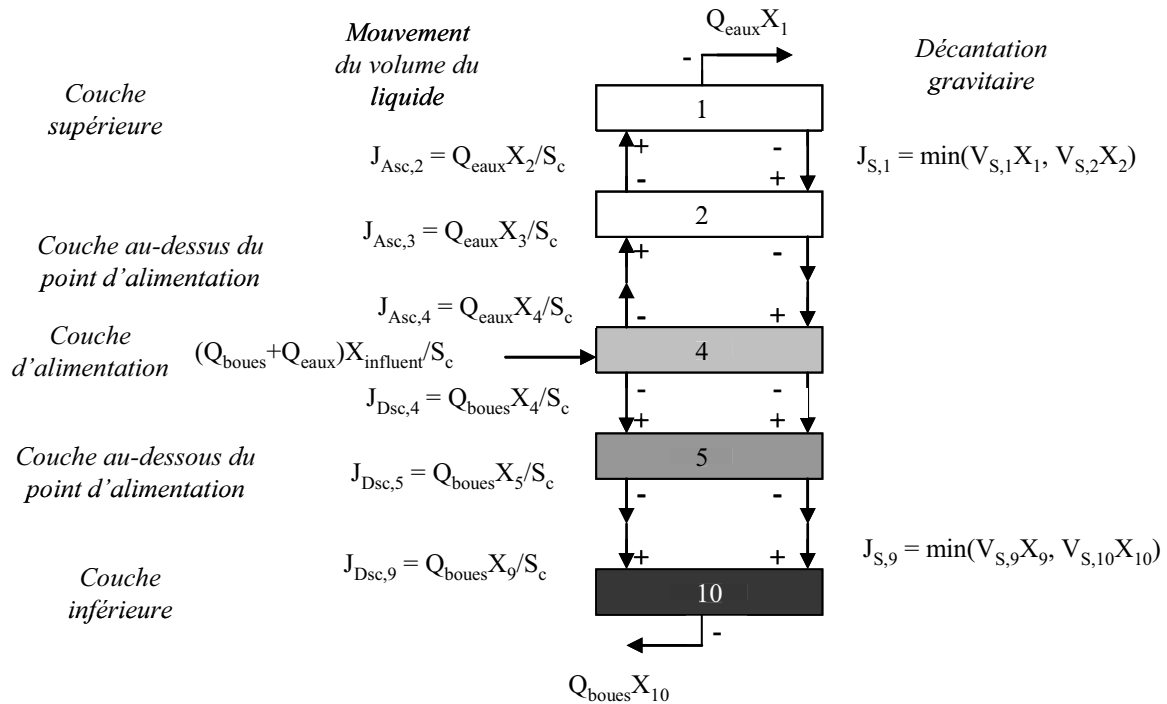 Q_eaux X_1
Mouvement
du volume du
liquide
Décantation
gravitaire
Couche
supérieure
-
1
J_Asc,2 = Q_eaux X_2/S_c
+
-
J_S,1 = min(V_S,1 X_1, V_S,2 X_2)
-
+
2
J_Asc,3 = Q_eaux X_3/S_c
+
-
Couche au-dessus du
point d'alimentation
J_Asc,4 = Q_eaux X_4/S_c
-
+
Couche
d'alimentation
(Q_boues+Q_eaux)X_influent/S_c
4
J_Dsc,4 = Q_boues X_4/S_c
-
-
+
+
Couche au-dessous du
point d'alimentation
5
J_Dsc,5 = Q_boues X_5/S_c
-
-
J_Dsc,9 = Q_boues X_9/S_c
+
+
J_S,9 = min(V_S,9 X_9, V_S,10 X_10)
Couche
inférieure
10
-
Q_boues X_10